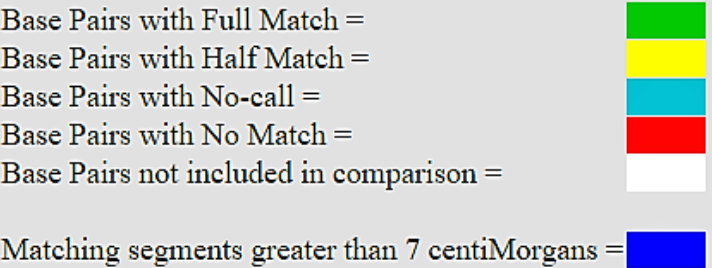 Base Pairs with Full Match =
Base Pairs with Half Match =
Base Pairs with No-call =
Base Pairs with No Match =
Base Pairs not included in comparison =
Matching segments greater than 7 centiMorgans =